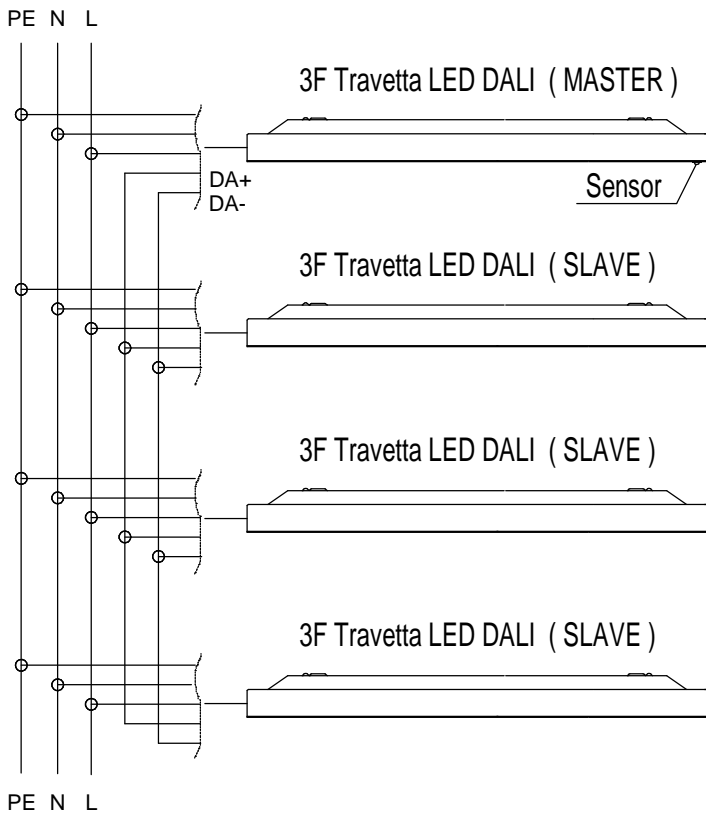 PE N L
3F Travetta LED DALI ( MASTER )
DA+
DA-
Sensor
3F Travetta LED DALI ( SLAVE )
3F Travetta LED DALI ( SLAVE )
3F Travetta LED DALI ( SLAVE )
PE N L